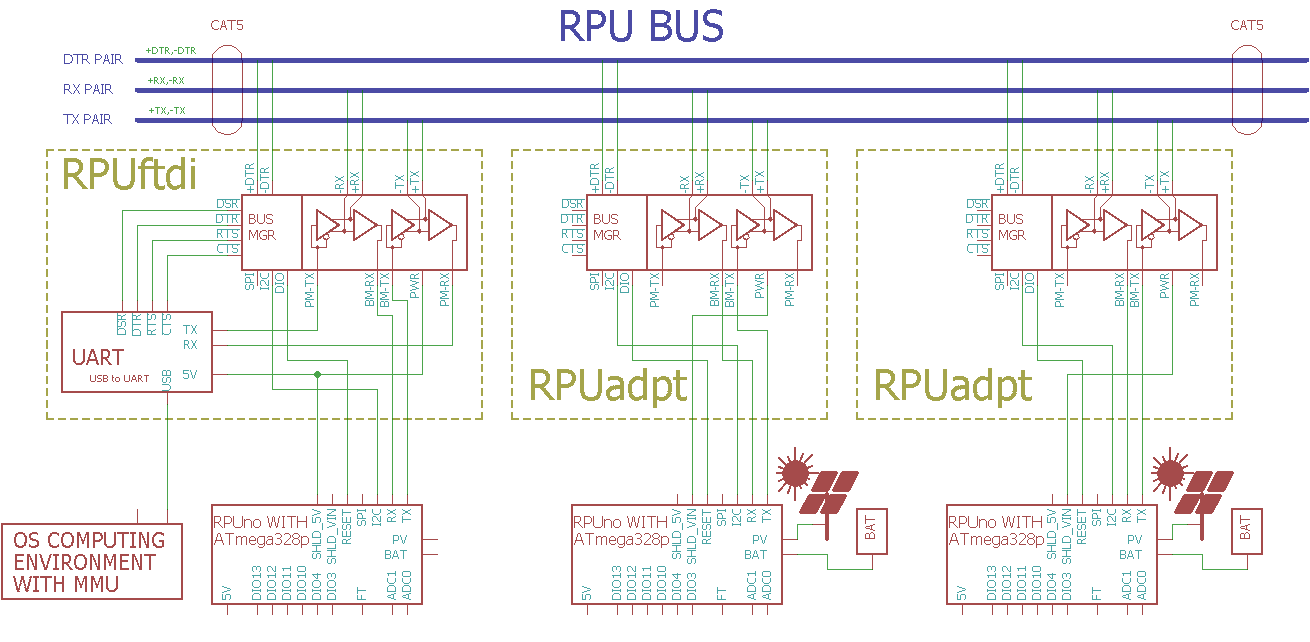 RPU BUS
CAT5
CAT5
DTR PAIR
+DTR,-DTR
RX PAIR
+RX,-RX
TX PAIR
+TX,-TX
RPUftdi
+DTR
-DTR
-RX
+RX
-TX
+TX
DSR
DTR
RTS
CTS
BUS
MGR
SPI
I2C
DIO
PM-TX
BM-RX
BM-TX
PWR
PM-RX
DSR
DTR
RTS
CTS
UART
USB to UART
USB
TX
RX
5V
+DTR
-DTR
-RX
+RX
-TX
+TX
DSR
DTR
RTS
CTS
BUS
MGR
SPI
I2C
DIO
PM-TX
BM-RX
BM-TX
PWR
PM-RX
RPUadpt
+DTR
-DTR
-RX
+RX
-TX
+TX
DSR
DTR
RTS
CTS
BUS
MGR
SPI
I2C
DIO
PM-TX
BM-RX
BM-TX
PWR
PM-RX
RPUadpt
OS COMPUTING
ENVIRONMENT
WITH MMU
RPUno WITH
ATmega328p
SHLD_5V
SHLD_VIN
RESET
SPI
I2C
RX
TX
PV
BAT
5V
DIO13
DIO12
DIO11
DIO10
DIO4
DIO3
FT
ADC1
ADC0
RPUno WITH
ATmega328p
SHLD_5V
SHLD_VIN
RESET
SPI
I2C
RX
TX
PV
BAT
5V
DIO13
DIO12
DIO11
DIO10
DIO4
DIO3
FT
ADC1
ADC0
BAT
RPUno WITH
ATmega328p
SHLD_5V
SHLD_VIN
RESET
SPI
I2C
RX
TX
PV
BAT
5V
DIO13
DIO12
DIO11
DIO10
DIO4
DIO3
FT
ADC1
ADC0
BAT